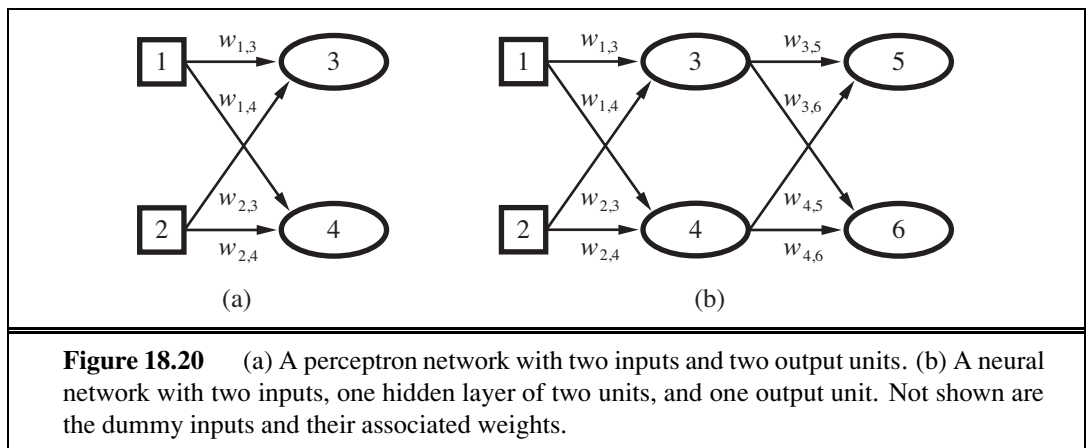 1 w1,3 3
w1,4
w2,3
2 w2,4 4
(a)
1 w1,3 3 w3,5 5
w1,4 w3,6
w2,3 w4,5
2 w2,4 4 w4,6 6
(b)
Figure 18.20 (a) A perceptron network with two inputs and two output units. (b) A neural
network with two inputs, one hidden layer of two units, and one output unit. Not shown are
the dummy inputs and their associated weights.